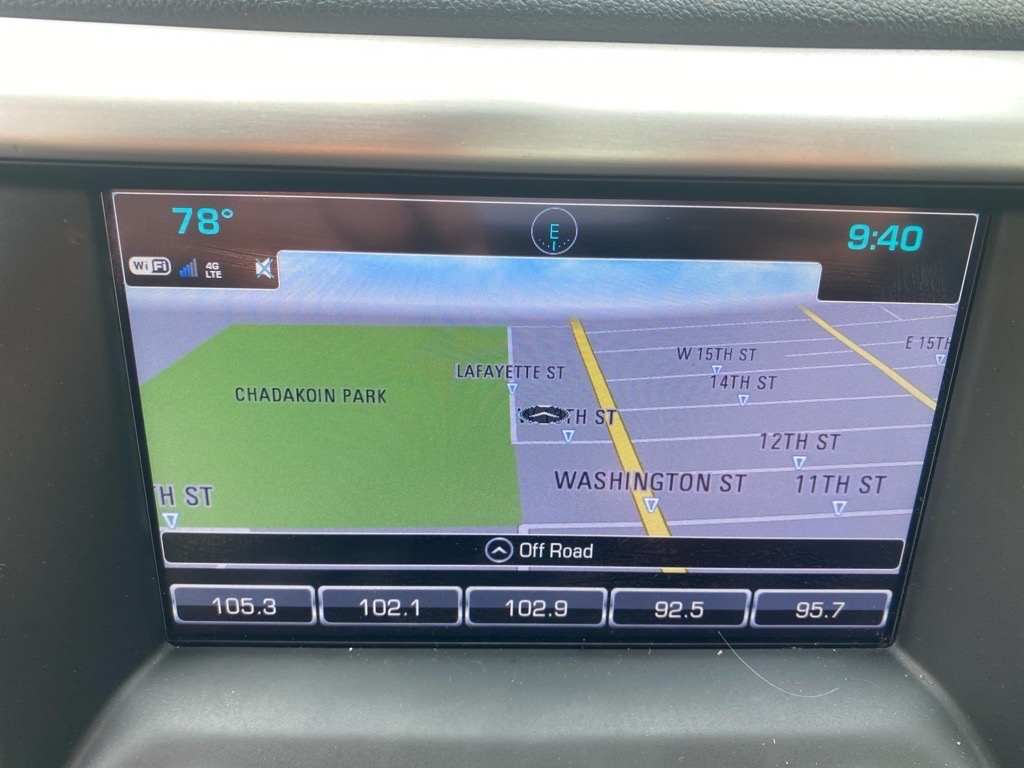 78°
E
9:40
WiFi
4G
LTE
W 15TH ST
E 15TH
LAFAYETTE ST
14TH ST
CHADAKOIN PARK
TH ST
12TH ST
WASHINGTON ST
11TH ST
TH ST
Off Road
105.3
102.1
102.9
92.5
95.7